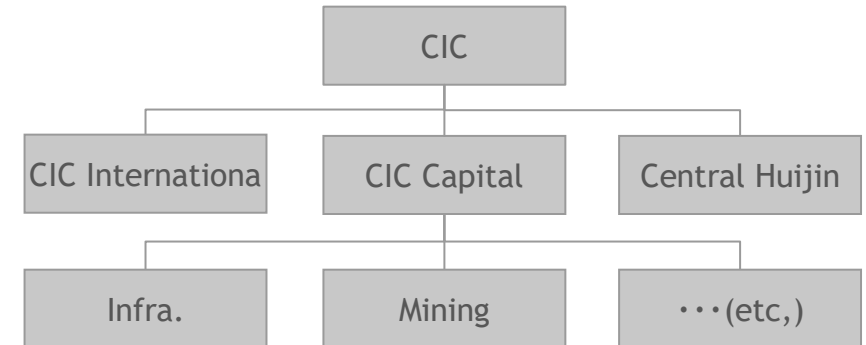 CIC
CIC Internationa
CIC Capital
Central Huijin
Infra.
Mining
･･･(etc,)